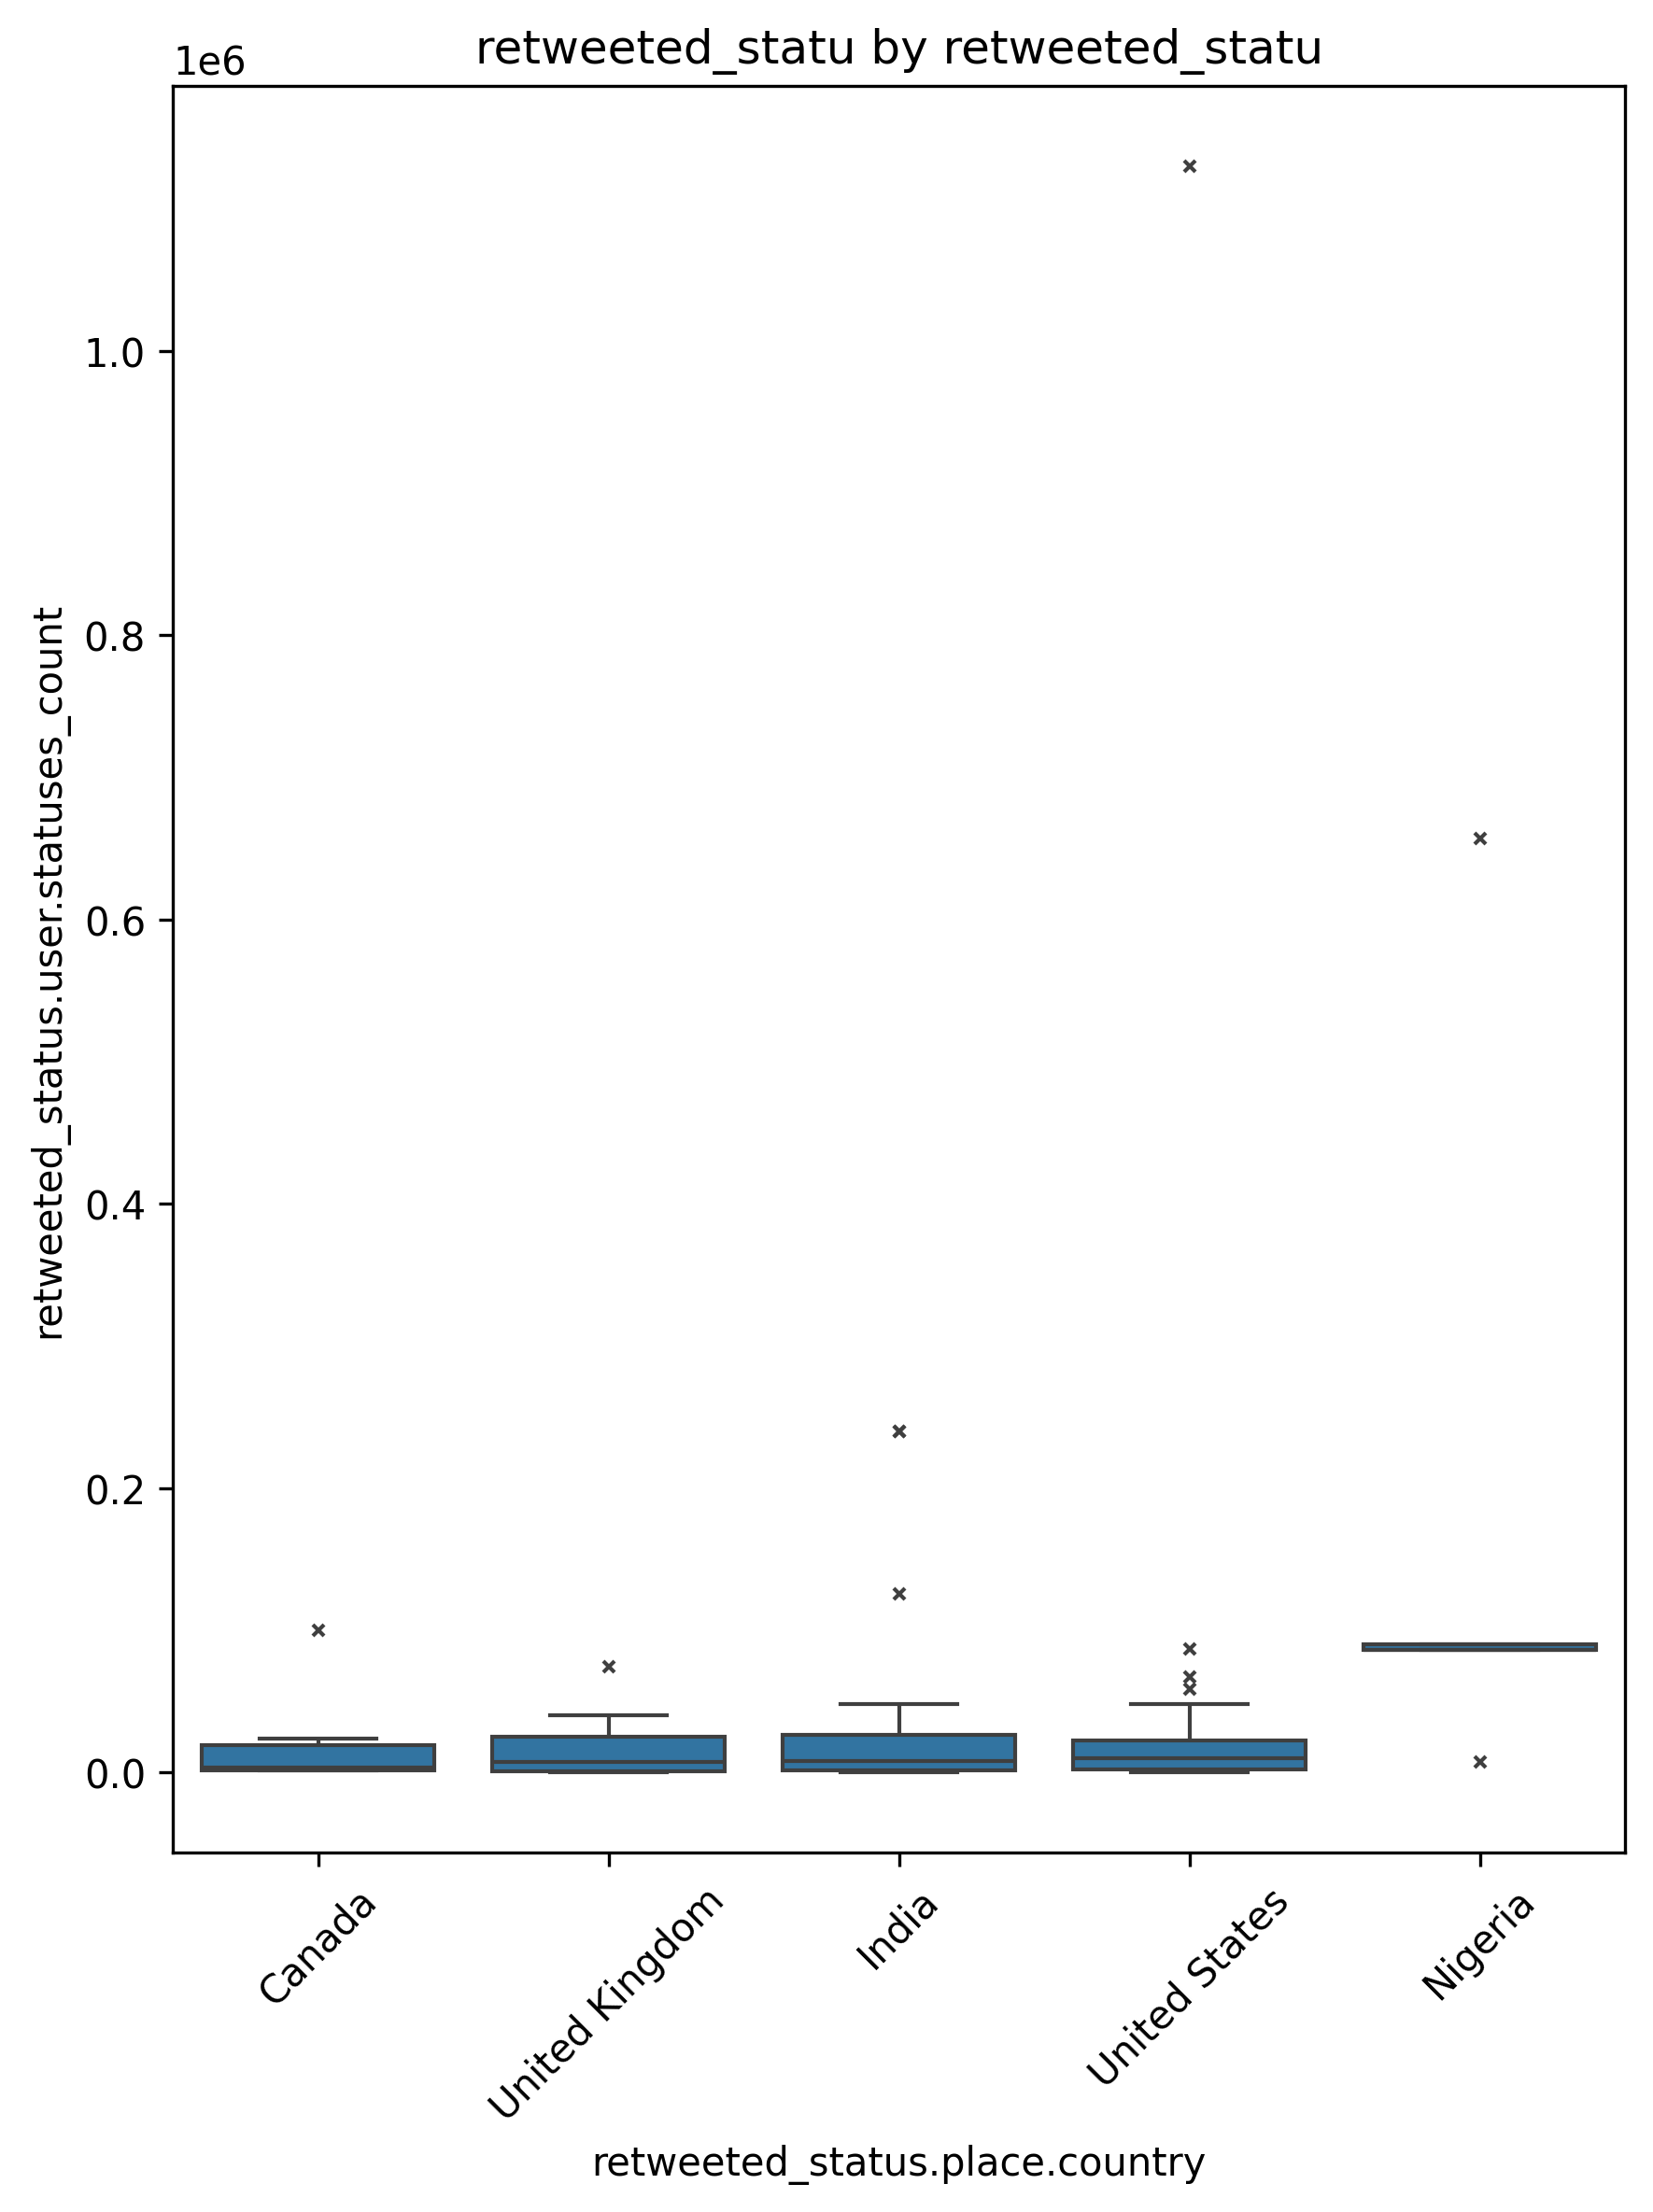 retweeted_statu by retweeted_statu
1e6
1.0
0.8
0.6
0.4
0.2
0.0
retweeted_status.user.statuses_count
Canada
United Kingdom
India
United States
Nigeria
retweeted_status.place.country